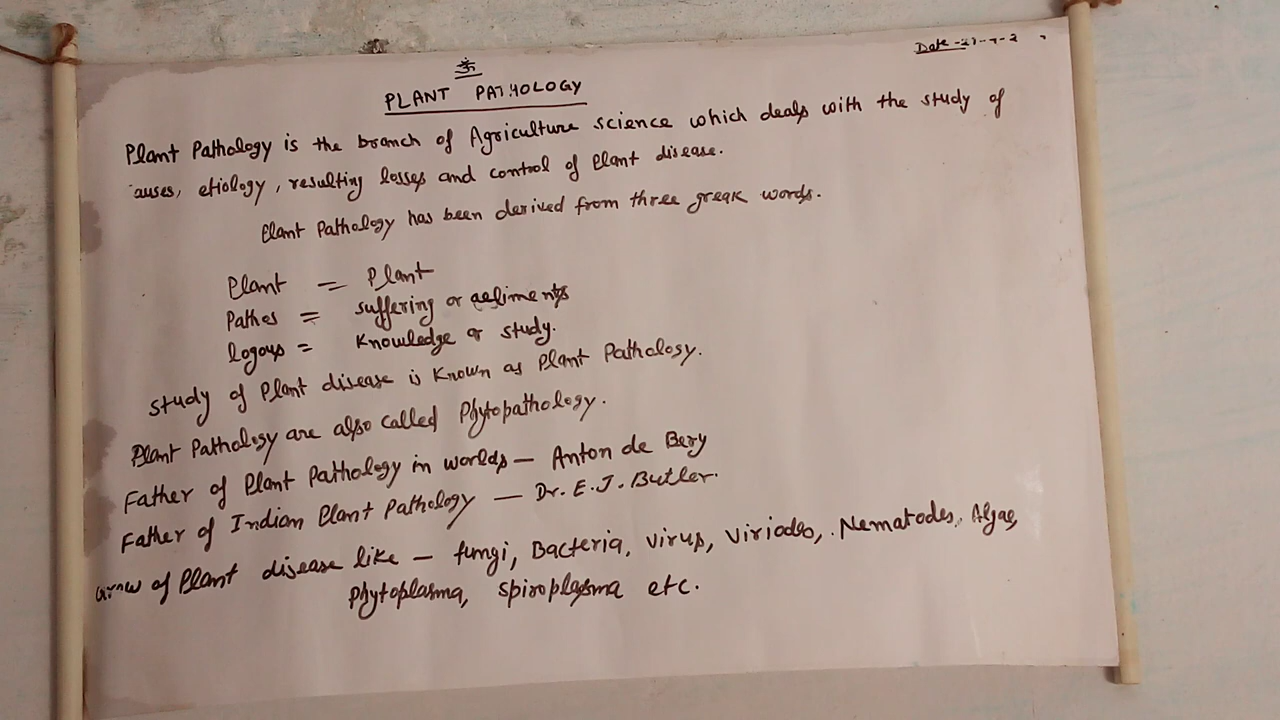 Date -
ॐ
PLANT PATHOLOGY
Plant Pathology is the branch of Agriculture science which deals with the study of
auses, etiology, resulting losses and control of Plant disease.
Plant Pathology has been derived from three greak words.
Plant = Plant
Pathes = suffering or aeliments
logous = Knowledge or study.
study of Plant disease is Known as Plant Pathology.
Plant Pathology are also called Phytopathology.
Father of Plant Pathology in worlds — Anton de Bery
Father of Indian Plant Pathology — Dr. E. J. Butler.
of Plant disease like — fungi, Bacteria, virus, viriodes, Nematodes, Algae,
Phytoplasma, spiroplasma etc.